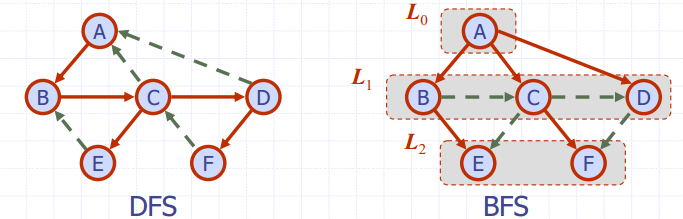 A
B C D
E F
DFS
L0 A
L1 B C D
L2 E F
BFS